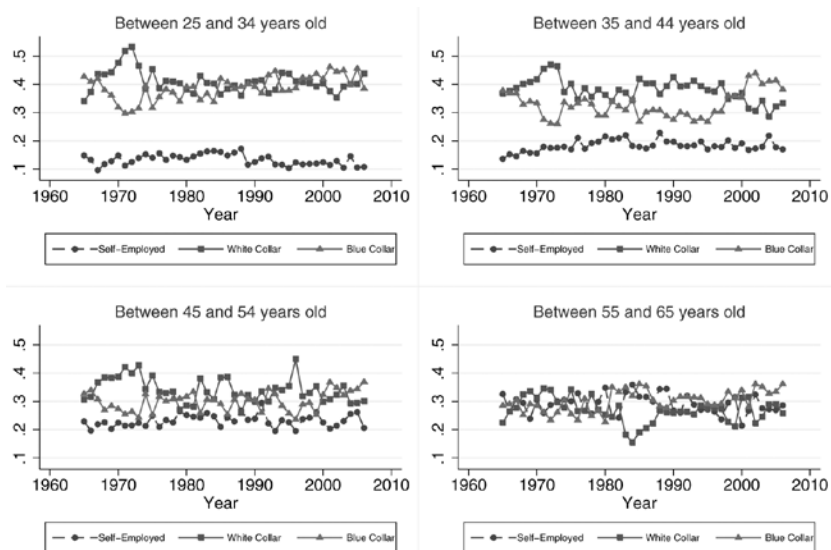 Between 25 and 34 years old
.5
.4
.3
.2
.1
1960 1970 1980 1990 2000 2010
Year
Self-Employed White Collar Blue Collar
Between 35 and 44 years old
.5
.4
.3
.2
.1
1960 1970 1980 1990 2000 2010
Year
Self-Employed White Collar Blue Collar
Between 45 and 54 years old
.5
.4
.3
.2
.1
1960 1970 1980 1990 2000 2010
Year
Self-Employed White Collar Blue Collar
Between 55 and 65 years old
.5
.4
.3
.2
.1
1960 1970 1980 1990 2000 2010
Year
Self-Employed White Collar Blue Collar